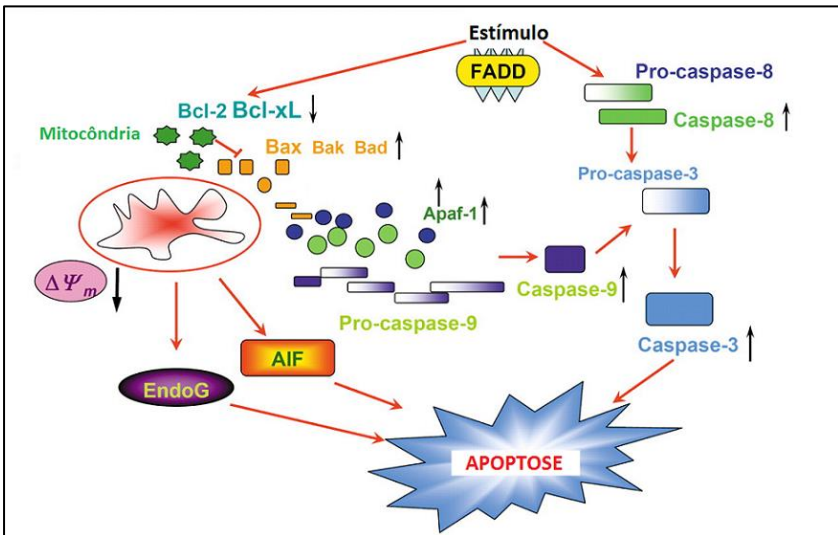 Estímulo
FADD
Pro-caspase-8
Caspase-8
Bcl-2 Bcl-xL
Mitocôndria
Bax Bak Bad
Pro-caspase-3
Apaf-1
ΔΨm
Caspase-9
Pro-caspase-9
Caspase-3
AIF
EndoG
APOPTOSE